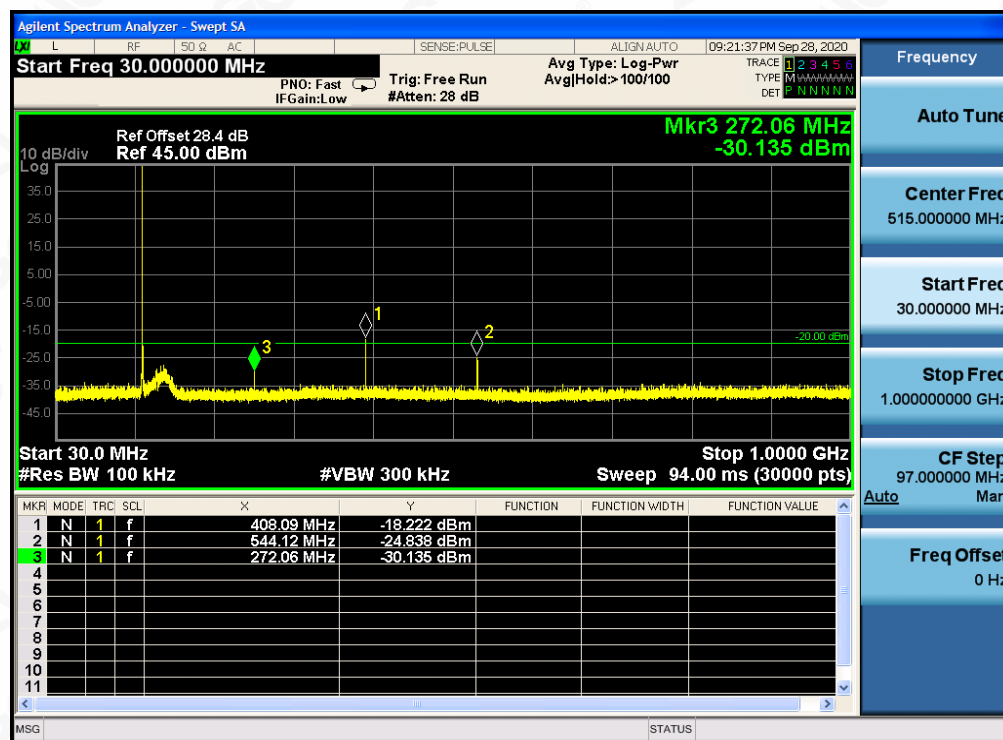 Agilent Spectrum Analyzer - Swept SA
LXI L RF 50 Ω AC SENSE:PULSE ALIGN AUTO 09:21:37 PM Sep 28, 2020
Start Freq 30.000000 MHz
PNO: Fast
IFGain:Low
Trig: Free Run
#Atten: 28 dB
Avg Type: Log-Pwr
Avg|Hold:>100/100
TRACE 1 2 3 4 5 6
TYPE M WWWWW
DET P N N N N N
Mkr3 272.06 MHz
-30.135 dBm
Ref Offset 28.4 dB
10 dB/div Ref 45.00 dBm
Log
35.0
25.0
15.0
5.00
-5.00
-15.0
-25.0
-35.0
-45.0
1
2
3
-20.00 dBm
Start 30.0 MHz Stop 1.0000 GHz
#Res BW 100 kHz #VBW 300 kHz Sweep 94.00 ms (30000 pts)
MKR MODE TRC SCL X Y FUNCTION FUNCTION WIDTH FUNCTION VALUE
1 N 1 f 408.09 MHz -18.222 dBm
2 N 1 f 544.12 MHz -24.838 dBm
3 N 1 f 272.06 MHz -30.135 dBm
4
5
6
7
8
9
10
11
MSG STATUS
Frequency
Auto Tune
Center Freq
515.000000 MHz
Start Freq
30.000000 MHz
Stop Freq
1.000000000 GHz
CF Step
97.000000 MHz
Auto Man
Freq Offset
0 Hz